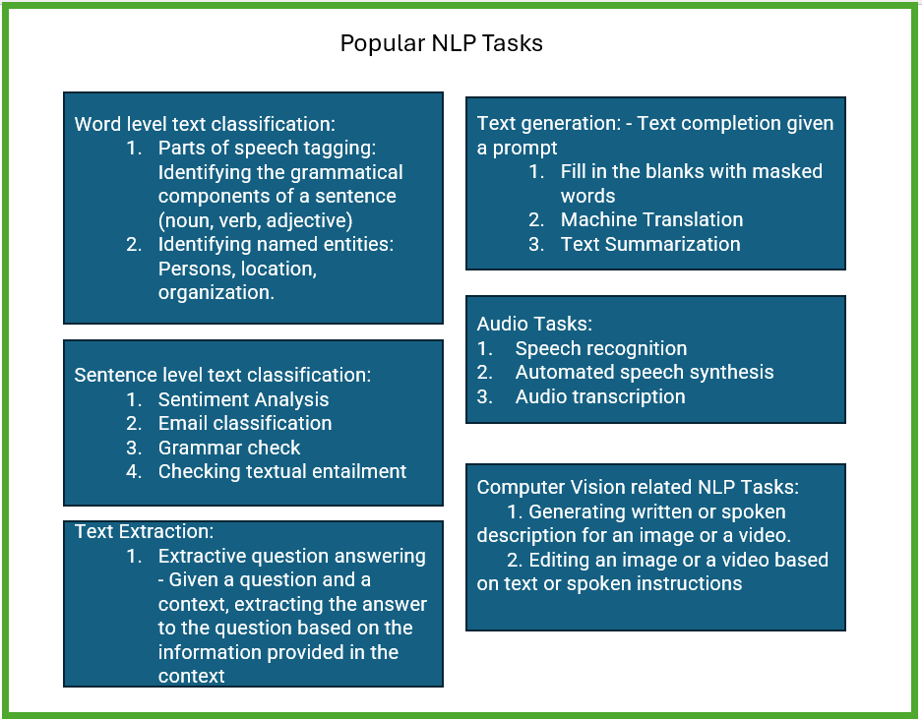 Popular NLP Tasks
Word level text classification:
1. Parts of speech tagging:
Identifying the grammatical
components of a sentence
(noun, verb, adjective)
2. Identifying named entities:
Persons, location,
organization.
Sentence level text classification:
1. Sentiment Analysis
2. Email classification
3. Grammar check
4. Checking textual entailment
Text Extraction:
1. Extractive question answering
- Given a question and a
context, extracting the answer
to the question based on the
information provided in the
context
Text generation: - Text completion given
a prompt
1. Fill in the blanks with masked
words
2. Machine Translation
3. Text Summarization
Audio Tasks:
1. Speech recognition
2. Automated speech synthesis
3. Audio transcription
Computer Vision related NLP Tasks:
1. Generating written or spoken
description for an image or a video.
2. Editing an image or a video based
on text or spoken instructions